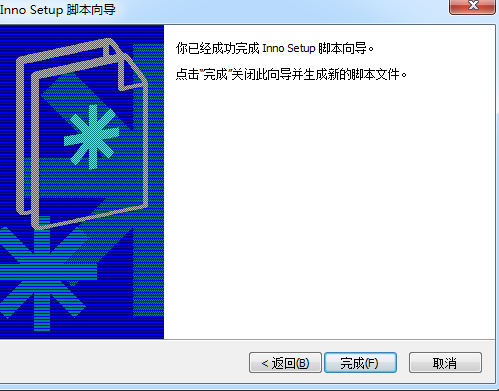 Inno Setup 脚本向导
你已经成功完成 Inno Setup 脚本向导。
点击"完成"关闭此向导并生成新的脚本文件。
< 返回(B)
完成(F)
取消